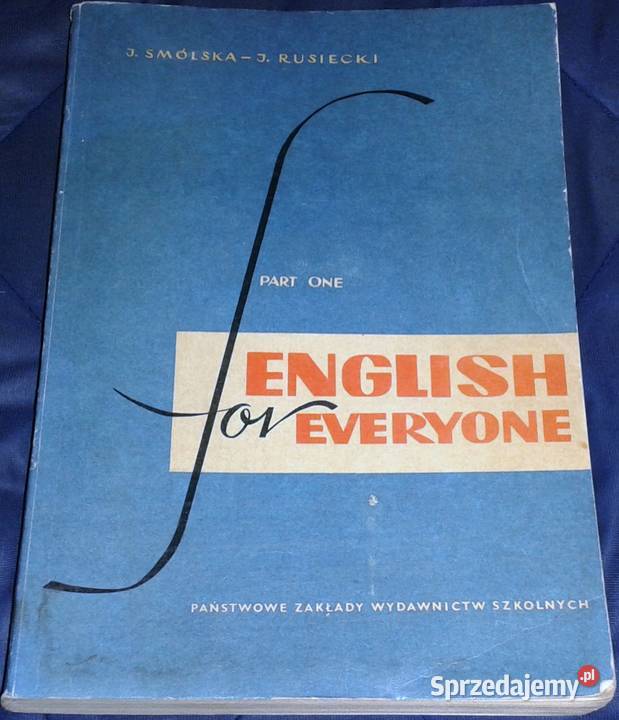 J. SMÓLSKA – J. RUSIECKI
PART ONE
ENGLISH
for EVERYONE
PAŃSTWOWE ZAKŁADY WYDAWNICTW SZKOLNYCH
Sprzedajemy.pl